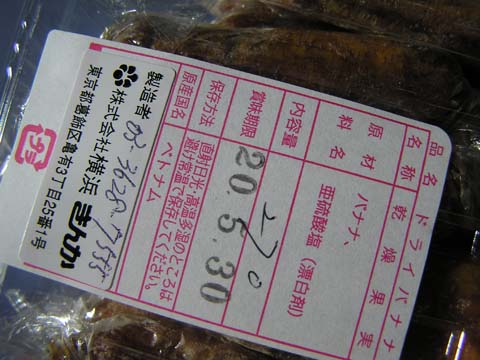 品名 ドライバナナ
名称 乾燥果実
原材料名 バナナ、亜硫酸塩(漂白剤)
内容量 270
賞味期限 20.5.30
保存方法 直射日光・高温多湿のところは
避け常温で保存してください。
原産国名 ベトナム
製造者 03-3628-7555
株式会社横浜 きんか
東京都葛飾区亀有3丁目25番1号
プラ